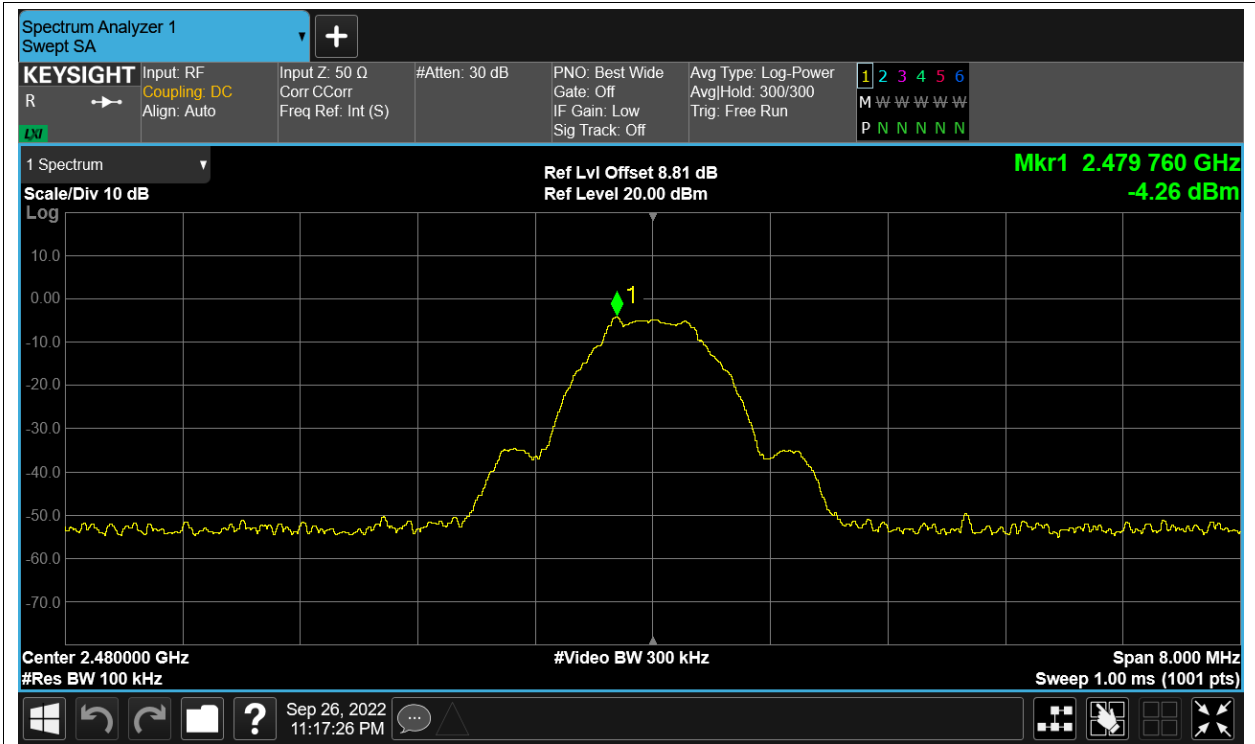 Spectrum Analyzer 1
Swept SA
KEYSIGHT
R
LXI
Input: RF
Coupling: DC
Align: Auto
Input Z: 50 Ω
Corr CCorr
Freq Ref: Int (S)
#Atten: 30 dB
PNO: Best Wide
Gate: Off
IF Gain: Low
Sig Track: Off
Avg Type: Log-Power
Avg|Hold: 300/300
Trig: Free Run
1 2 3 4 5 6
M W W W W W
P N N N N N
1 Spectrum
Scale/Div 10 dB
Log
Ref Lvl Offset 8.81 dB
Ref Level 20.00 dBm
Mkr1 2.479 760 GHz
-4.26 dBm
10.0
0.00
1
-10.0
-20.0
-30.0
-40.0
-50.0
-60.0
-70.0
Center 2.480000 GHz
#Video BW 300 kHz
Span 8.000 MHz
#Res BW 100 kHz
Sweep 1.00 ms (1001 pts)
?
Sep 26, 2022
11:17:26 PM